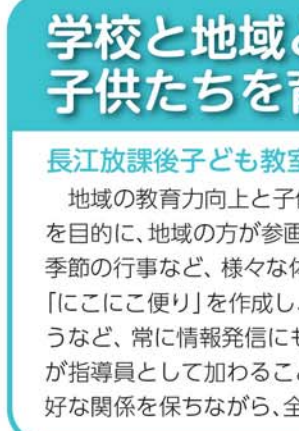 学校と地域
子供たちを
長江放課後子ども教室
地域の教育力向上と子
を目的に、地域の方が参画
季節の行事など、様々な体
「にこにこ便り」を作成し、
うなど、常に情報発信にも
が指導員として加わること
好な関係を保ちながら、全